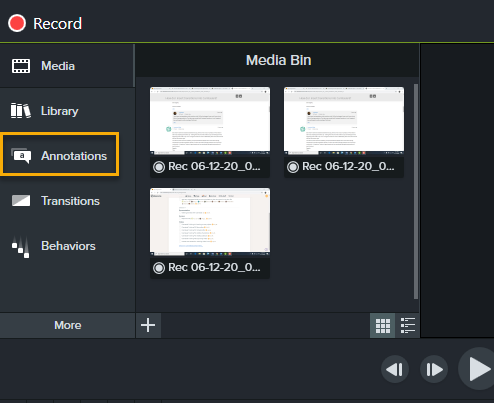 Record
Media
Library
a Annotations
Transitions
Behaviors
More
Media Bin
Rec 06-12-20_0...
Rec 06-12-20_0...
Rec 06-12-20_0...